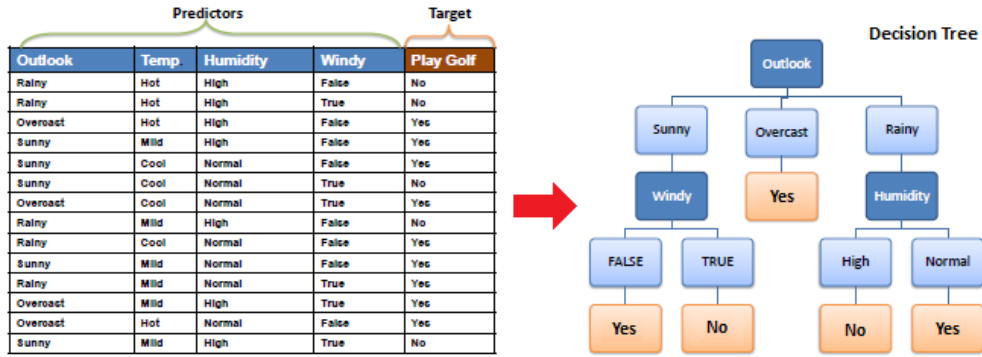 Predictors Target
Outlook Temp. Humidity Windy Play Golf
Rainy Hot High False No
Rainy Hot High True No
Overcast Hot High False Yes
Sunny Mild High False Yes
Sunny Cool Normal False Yes
Sunny Cool Normal True No
Overcast Cool Normal True Yes
Rainy Mild High False No
Rainy Cool Normal False Yes
Sunny Mild Normal False Yes
Rainy Mild Normal True Yes
Overcast Mild High True Yes
Overcast Hot Normal False Yes
Sunny Mild High True No
Decision Tree
Outlook
Sunny Overcast Rainy
Windy Yes Humidity
FALSE TRUE High Normal
Yes No No Yes